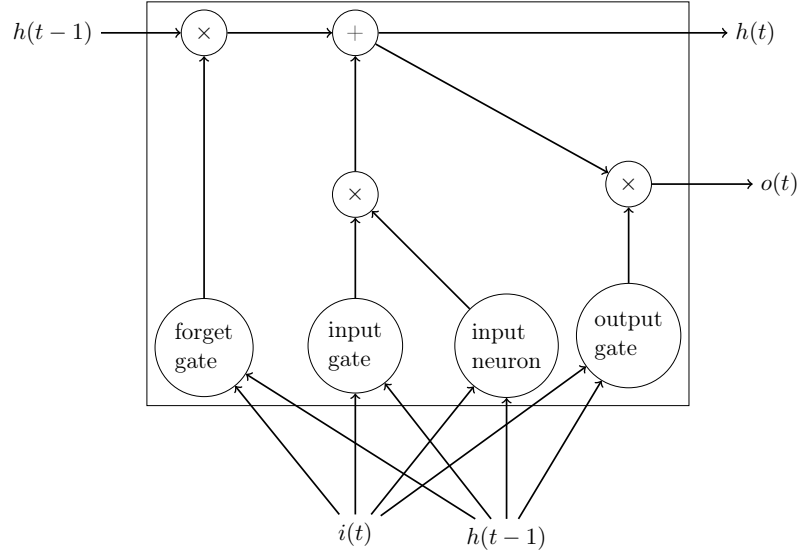 h(t−1)
×
+
h(t)
×
×
o(t)
forget
gate
input
gate
input
neuron
output
gate
i(t)
h(t−1)